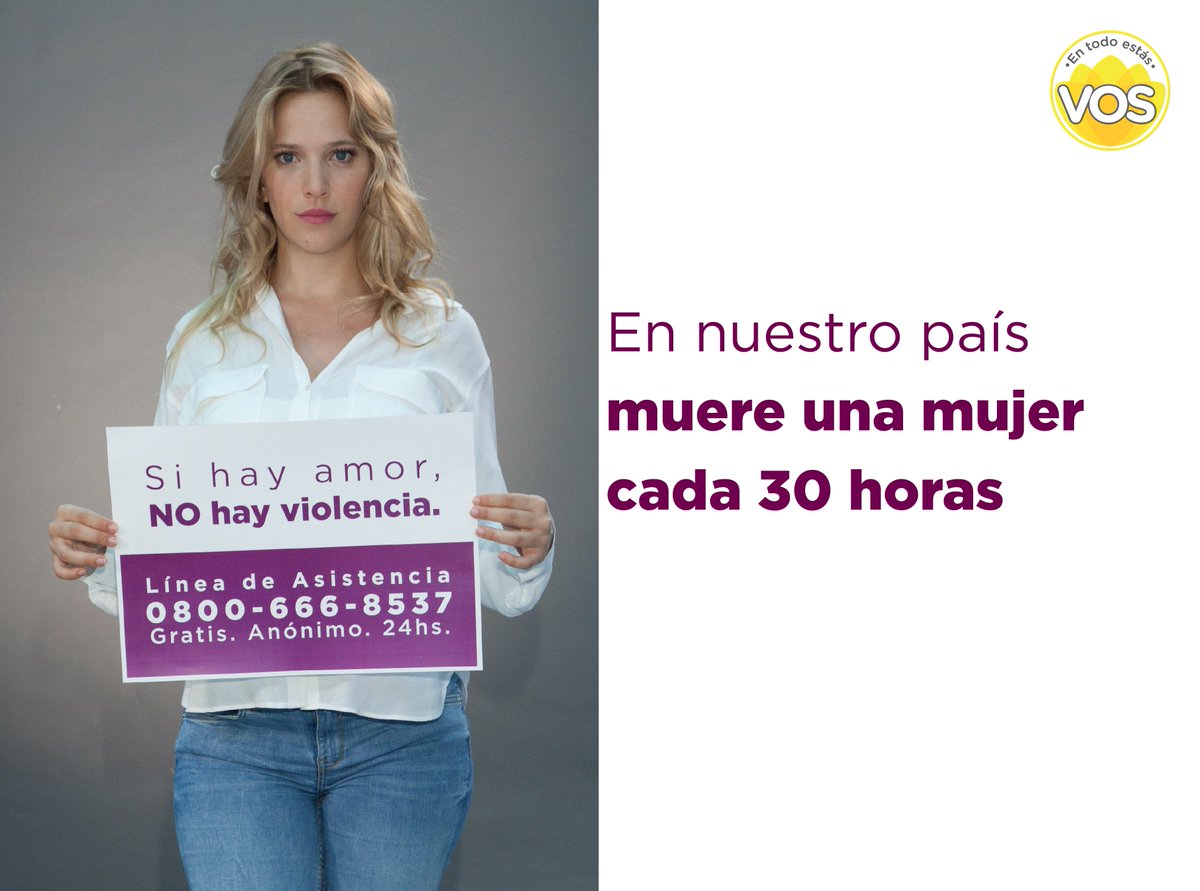 Si hay amor,
NO hay violencia.
Línea de Asistencia
0800-666-8537
Gratis. Anónimo. 24hs.
•En todo estás•
VOS
En nuestro país
muere una mujer
cada 30 horas